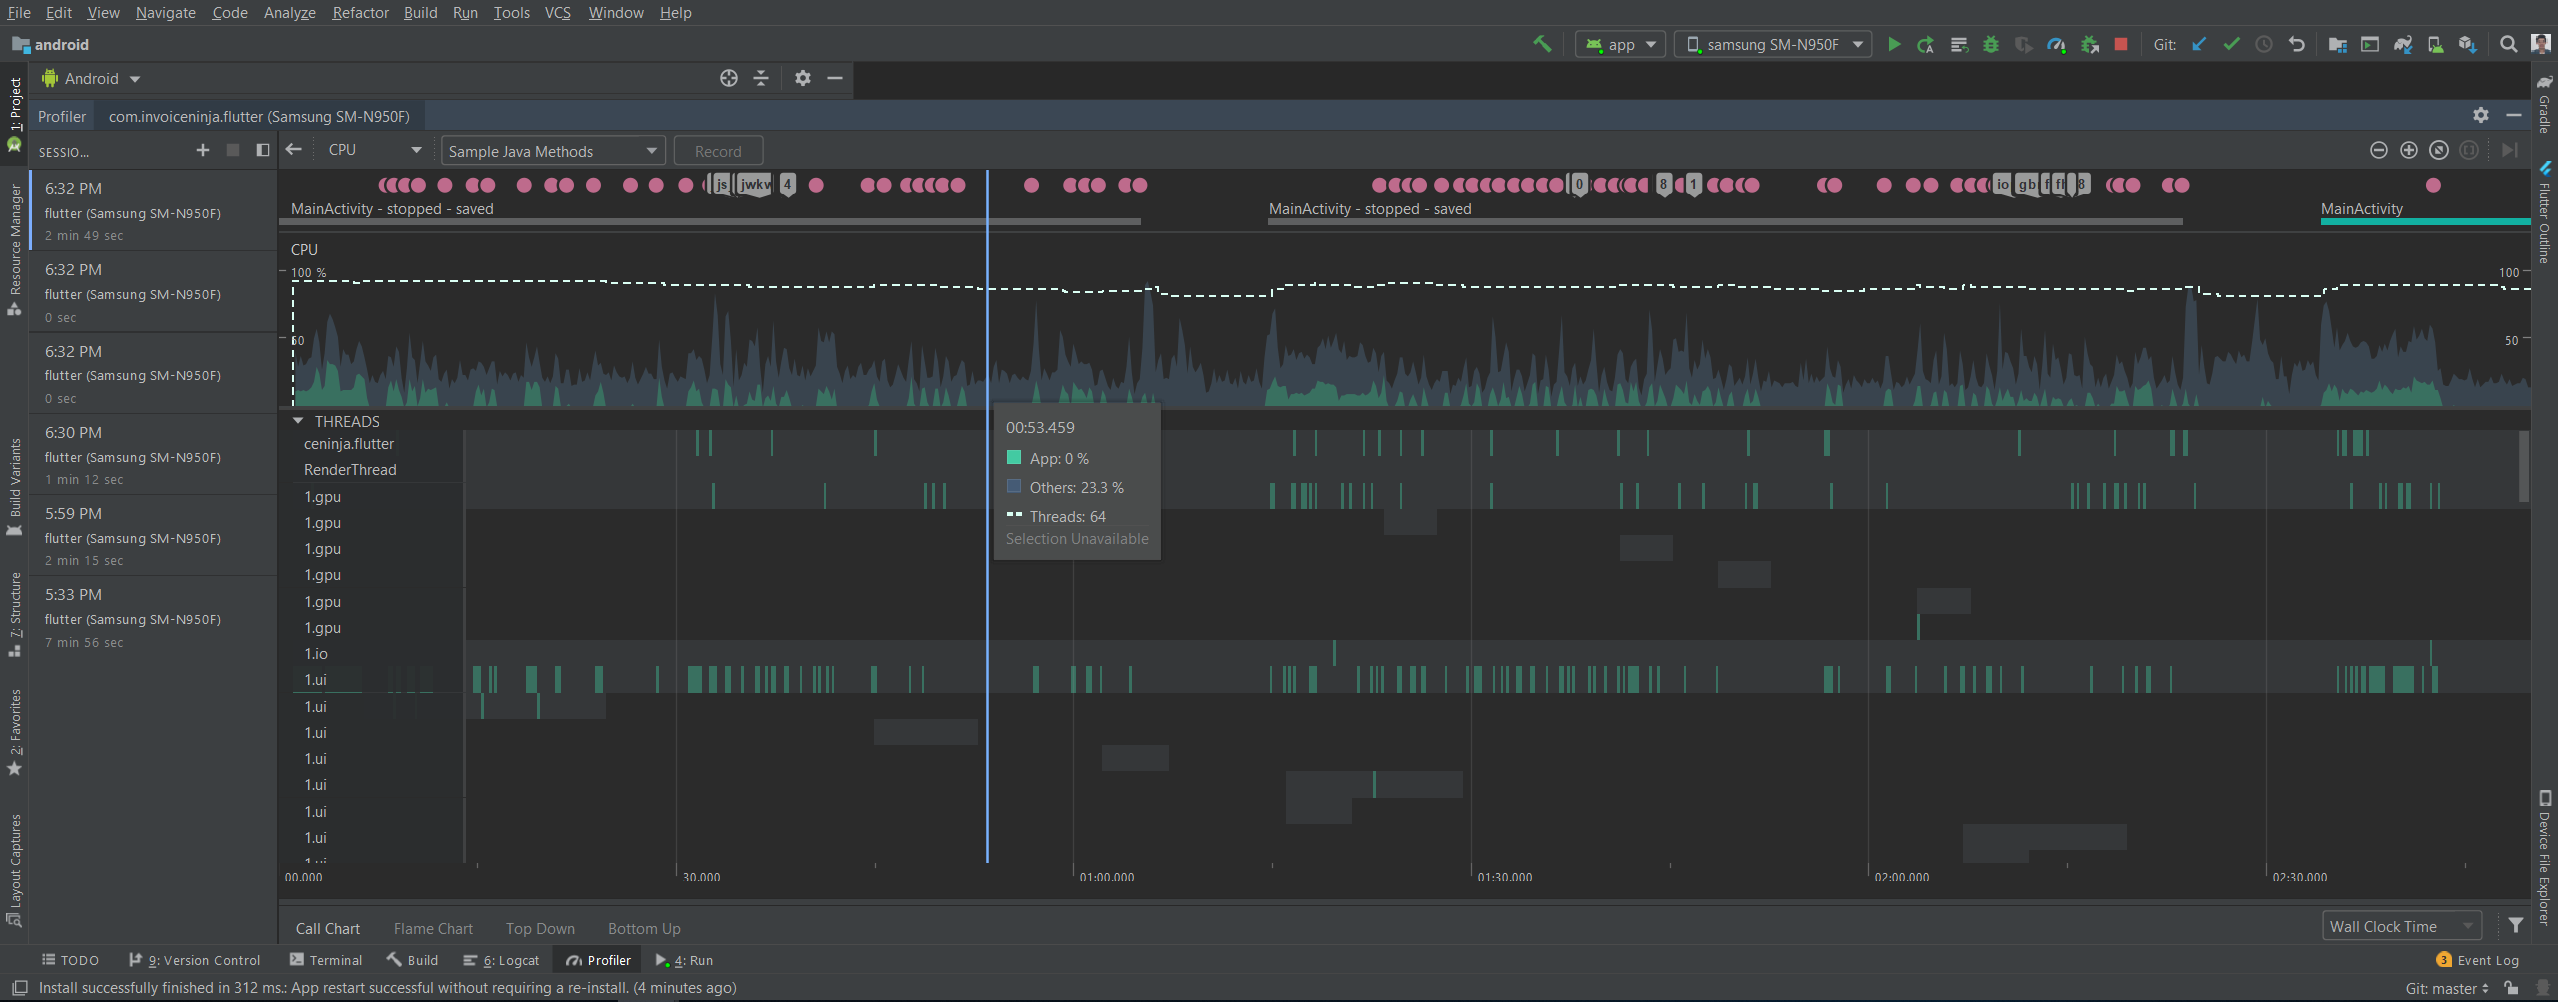 File Edit View Navigate Code Analyze Refactor Build Run Tools VCS Window Help
android
app
samsung SM-N950F
Git:
Android
Profiler
com.invoiceninja.flutter (Samsung SM-N950F)
SESSIO...
CPU
Sample Java Methods
Record
6:32 PM
flutter (Samsung SM-N950F)
2 min 49 sec
6:32 PM
flutter (Samsung SM-N950F)
0 sec
6:32 PM
flutter (Samsung SM-N950F)
0 sec
6:30 PM
flutter (Samsung SM-N950F)
1 min 12 sec
5:59 PM
flutter (Samsung SM-N950F)
2 min 15 sec
5:33 PM
flutter (Samsung SM-N950F)
7 min 56 sec
1: Project
Resource Manager
Build Variants
7: Structure
2: Favorites
Layout Captures
js jwkv 4 0 8 1 io gb f fh 8
MainActivity - stopped - saved
MainActivity - stopped - saved
MainActivity
CPU
100 %
100
50
50
THREADS
ceninja.flutter
RenderThread
1.gpu
1.gpu
1.gpu
1.gpu
1.gpu
1.gpu
1.io
1.ui
1.ui
1.ui
1.ui
1.ui
1.ui
1.ui
1.ui
00:53.459
App: 0 %
Others: 23.3 %
Threads: 64
Selection Unavailable
00.000 30.000 01:00.000 01:30.000 02:00.000 02:30.000
Call Chart Flame Chart Top Down Bottom Up
Wall Clock Time
Gradle
Flutter Outline
Device File Explorer
TODO 9: Version Control Terminal Build 6: Logcat Profiler 4: Run
3 Event Log
Install successfully finished in 312 ms.: App restart successful without requiring a re-install. (4 minutes ago)
Git: master